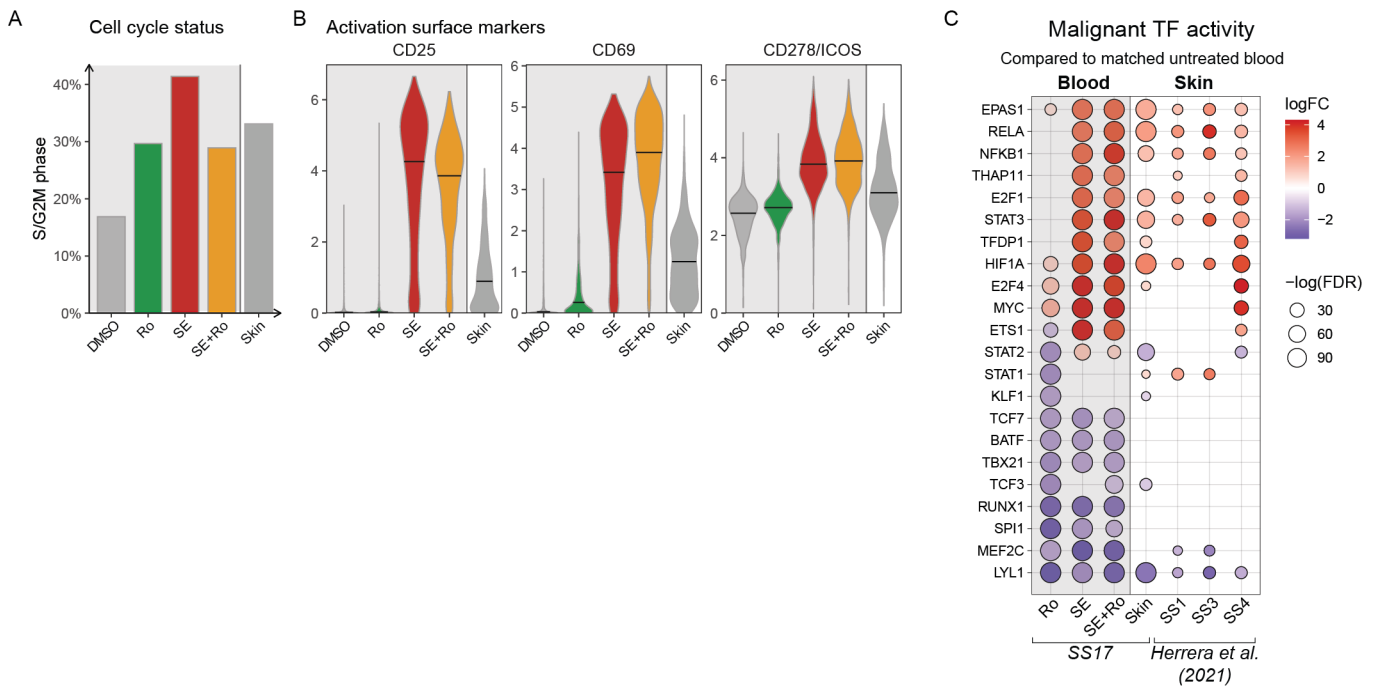 A
Cell cycle status
S/G2M phase
40%
30%
20%
10%
0%
DMSO
Ro
SE
SE+Ro
Skin
B
Activation surface markers
CD25
6
4
2
0
DMSO
Ro
SE
SE+Ro
Skin
CD69
6
5
4
3
2
1
0
DMSO
Ro
SE
SE+Ro
Skin
CD278/ICOS
6
4
2
DMSO
Ro
SE
SE+Ro
Skin
C
Malignant TF activity
Compared to matched untreated blood
Blood Skin
EPAS1
RELA
NFKB1
THAP11
E2F1
STAT3
TFDP1
HIF1A
E2F4
MYC
ETS1
STAT2
STAT1
KLF1
TCF7
BATF
TBX21
TCF3
RUNX1
SPI1
MEF2C
LYL1
Ro
SE
SE+Ro
Skin
SS1
SS3
SS4
SS17
Herrera et al.
(2021)
logFC
4
2
0
−2
−log(FDR)
30
60
90